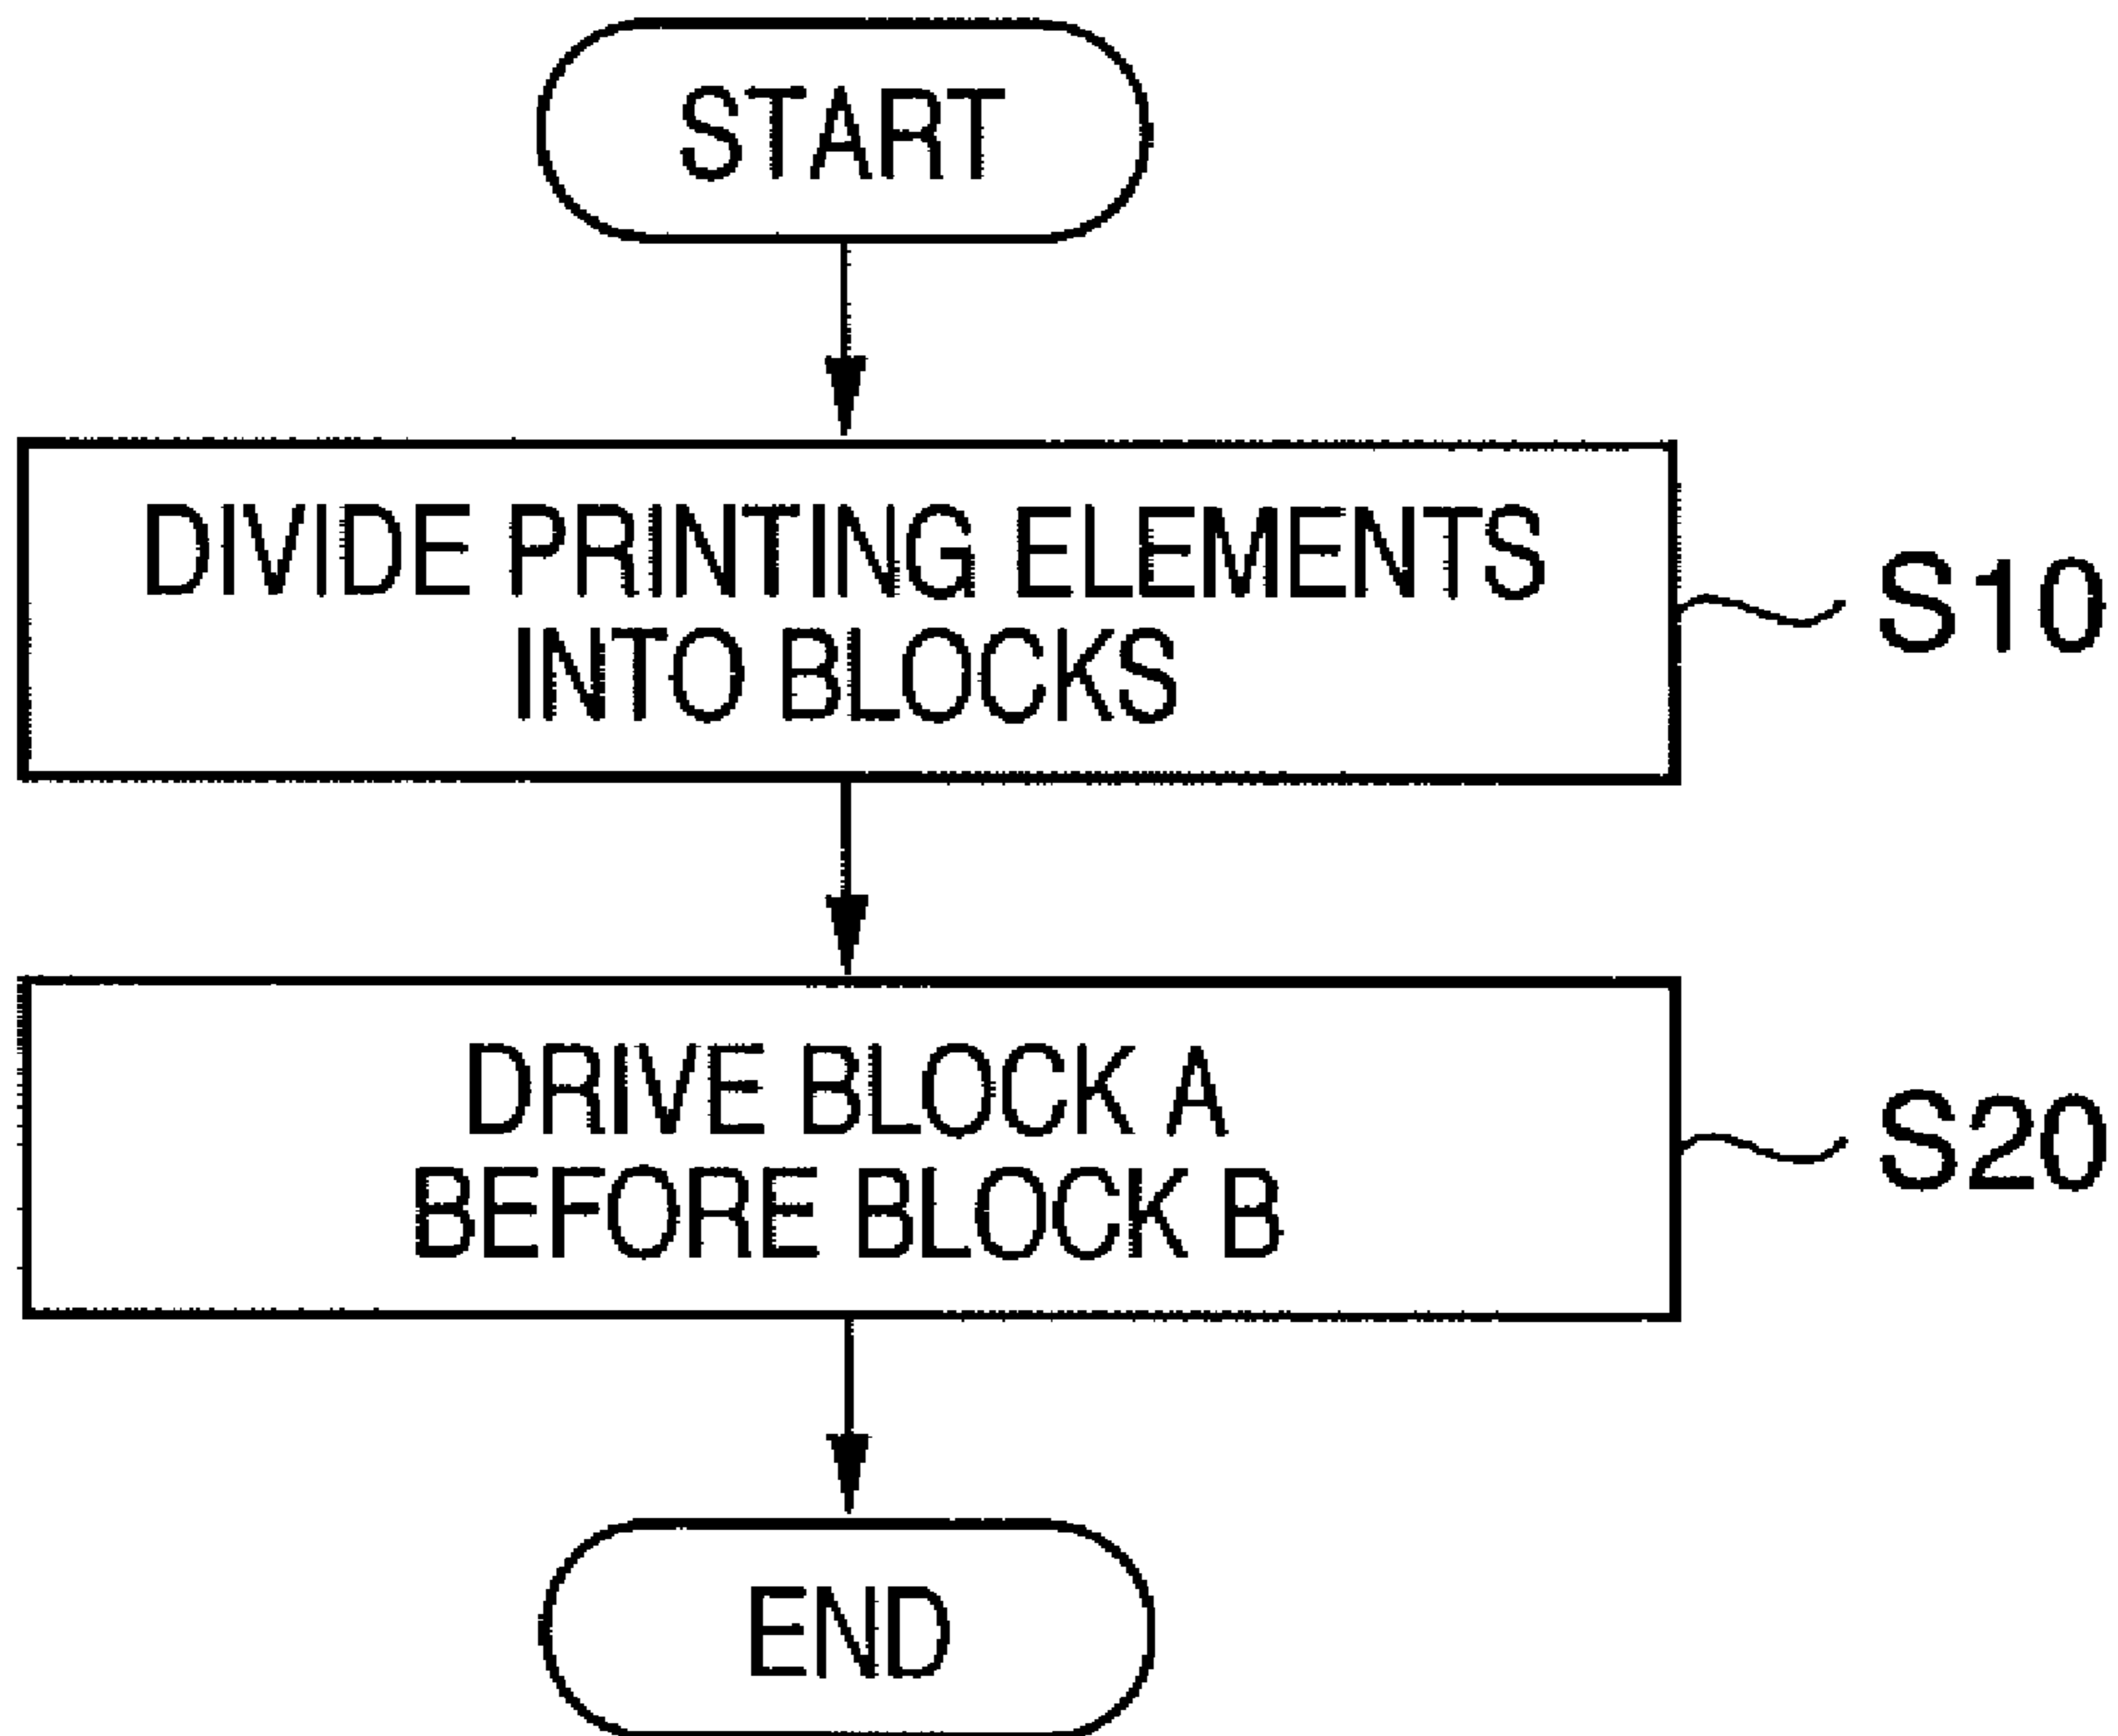 START
DIVIDE PRINTING ELEMENTS
INTO BLOCKS
S10
DRIVE BLOCK A
BEFORE BLOCK B
S20
END